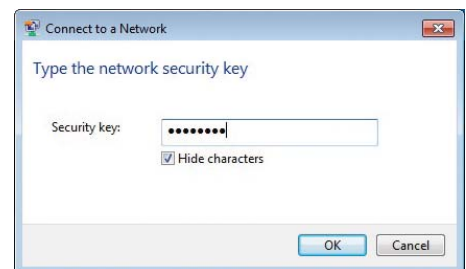 Connect to a Network
Type the network security key
Security key: ••••••••
Hide characters
OK Cancel